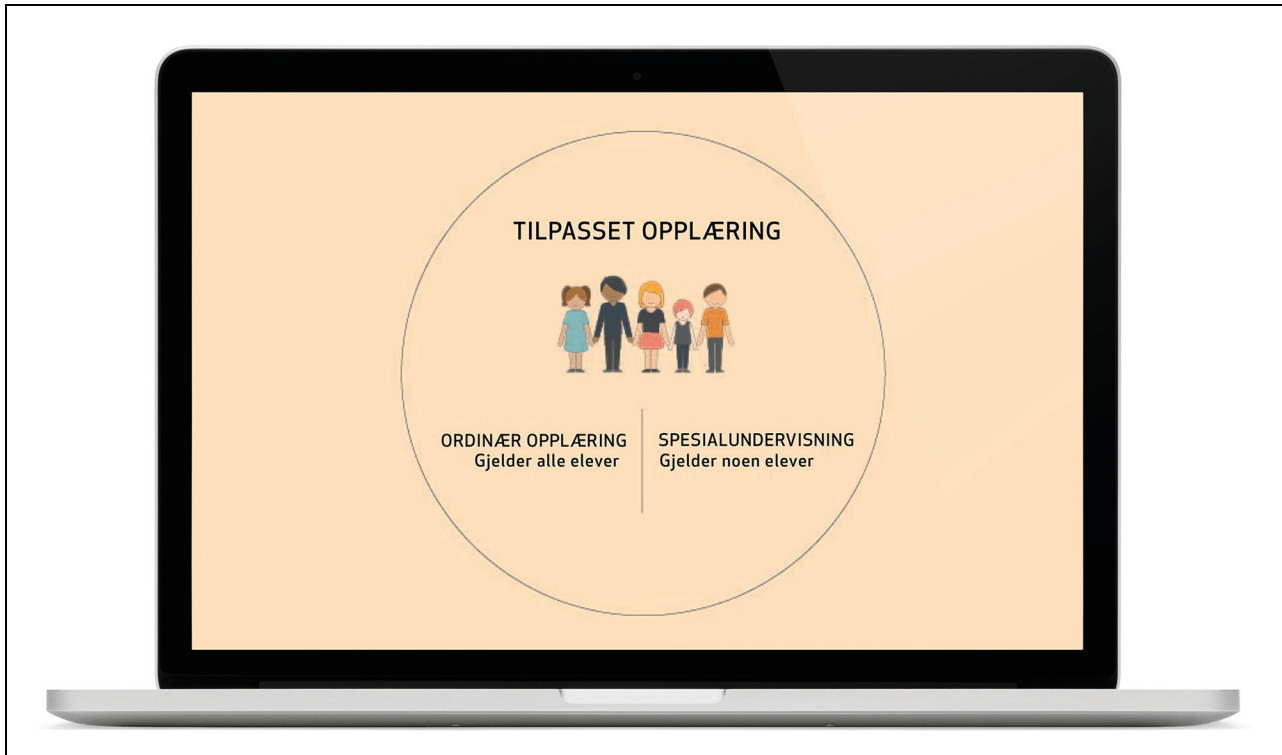 TILPASSET OPPLÆRING
ORDINÆR OPPLÆRING
Gjelder alle elever
SPESIALUNDERVISNING
Gjelder noen elever